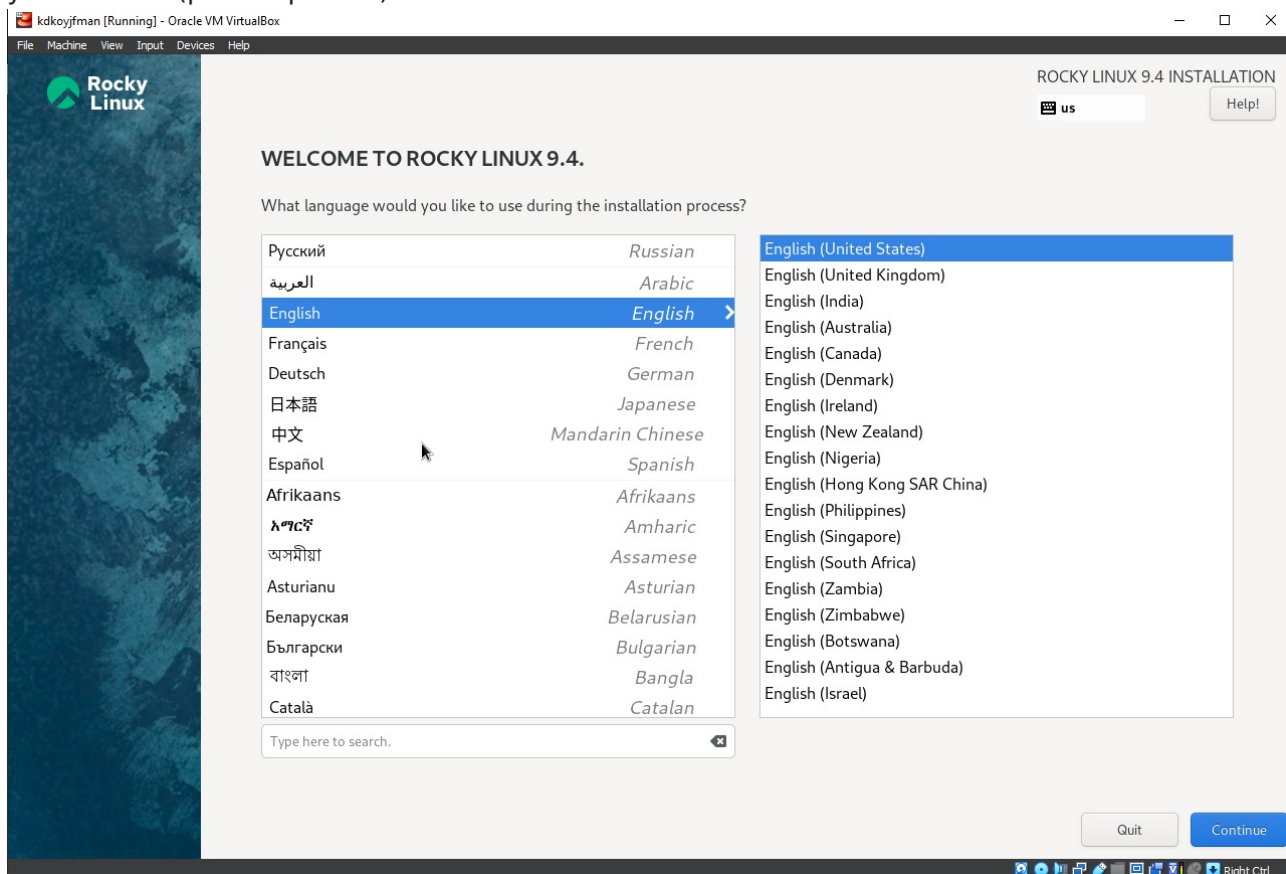 kdkoyjfman [Running] - Oracle VM VirtualBox
File Machine View Input Devices Help
Rocky
Linux
ROCKY LINUX 9.4 INSTALLATION
us
Help!
WELCOME TO ROCKY LINUX 9.4.
What language would you like to use during the installation process?
Русский Russian
العربية Arabic
English English
Français French
Deutsch German
日本語 Japanese
中文 Mandarin Chinese
Español Spanish
Afrikaans Afrikaans
አማርኛ Amharic
অসমীয়া Assamese
Asturianu Asturian
Беларуская Belarusian
Български Bulgarian
বাংলা Bangla
Català Catalan
Type here to search.
English (United States)
English (United Kingdom)
English (India)
English (Australia)
English (Canada)
English (Denmark)
English (Ireland)
English (New Zealand)
English (Nigeria)
English (Hong Kong SAR China)
English (Philippines)
English (Singapore)
English (South Africa)
English (Zambia)
English (Zimbabwe)
English (Botswana)
English (Antigua & Barbuda)
English (Israel)
Quit
Continue
Right Ctrl